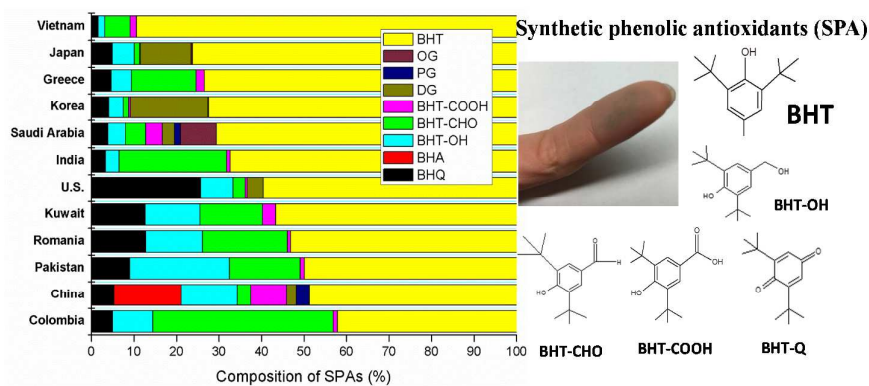 Synthetic phenolic antioxidants (SPA)
Vietnam
Japan
Greece
Korea
Saudi Arabia
India
U.S.
Kuwait
Romania
Pakistan
China
Colombia
0 10 20 30 40 50 60 70 80 90 100
Composition of SPAs (%)
BHT
OG
PG
DG
BHT-COOH
BHT-CHO
BHT-OH
BHA
BHQ
OH
BHT
OH
HO
BHT-OH
O
H
HO
BHT-CHO
O
OH
HO
BHT-COOH
O
O
BHT-Q